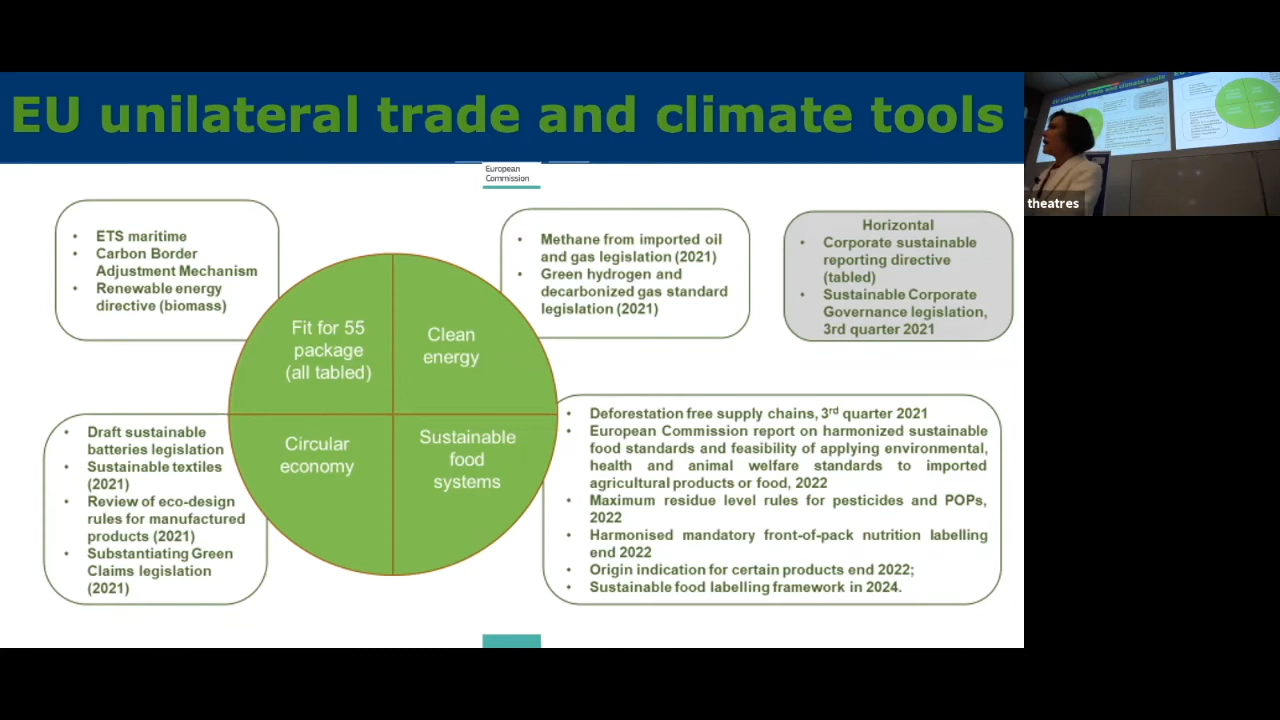 EU unilateral trade and climate tools
European
Commission
• ETS maritime
• Carbon Border
Adjustment Mechanism
• Renewable energy
directive (biomass)
• Methane from imported oil
and gas legislation (2021)
• Green hydrogen and
decarbonized gas standard
legislation (2021)
Horizontal
• Corporate sustainable
reporting directive
(tabled)
• Sustainable Corporate
Governance legislation,
3rd quarter 2021
Fit for 55
package
(all tabled)
Clean
energy
Circular
economy
Sustainable
food
systems
• Draft sustainable
batteries legislation
• Sustainable textiles
(2021)
• Review of eco-design
rules for manufactured
products (2021)
• Substantiating Green
Claims legislation
(2021)
• Deforestation free supply chains, 3rd quarter 2021
• European Commission report on harmonized sustainable
food standards and feasibility of applying environmental,
health and animal welfare standards to imported
agricultural products or food, 2022
• Maximum residue level rules for pesticides and POPs,
2022
• Harmonised mandatory front-of-pack nutrition labelling
end 2022
• Origin indication for certain products end 2022;
• Sustainable food labelling framework in 2024.
EU unilateral trade and climate tools
theatres